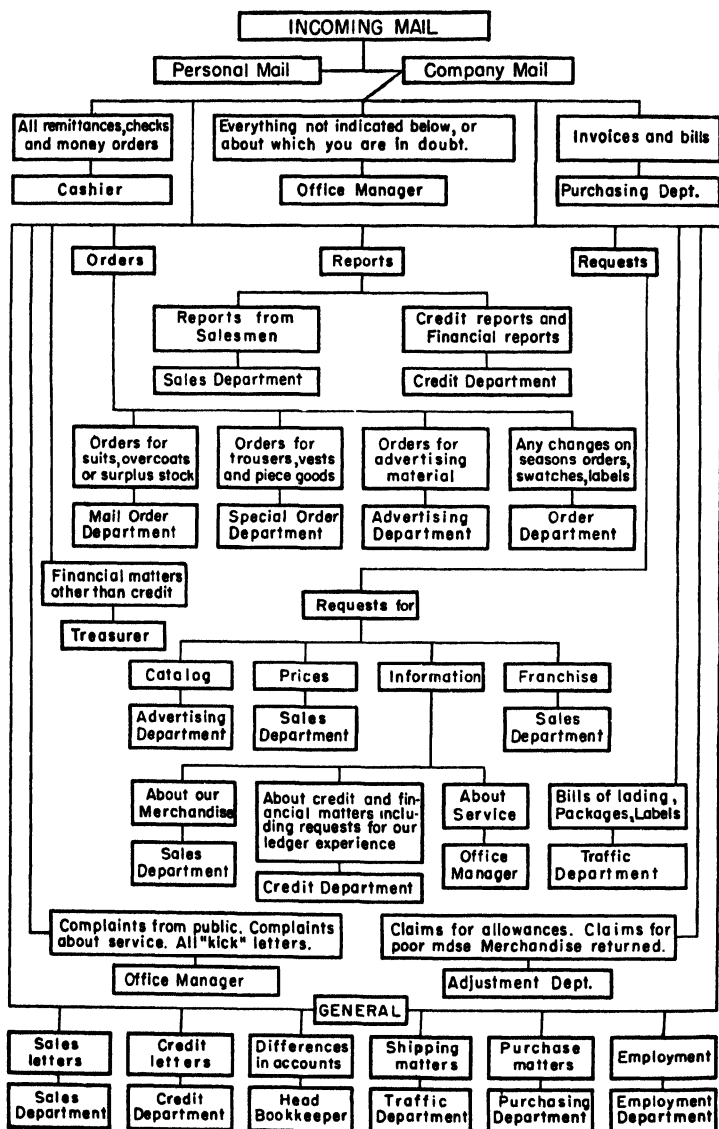 INCOMING MAIL
Personal Mail
Company Mail
All remittances,checks
and money orders
Cashier
Everything not indicated below, or
about which you are in doubt.
Office Manager
Invoices and bills
Purchasing Dept.
Orders
Reports
Requests
Reports from
Salesmen
Sales Department
Credit reports and
Financial reports
Credit Department
Orders for
suits,overcoats
or surplus stock
Mail Order
Department
Orders for
trousers,vests
and piece goods
Special Order
Department
Orders for
advertising
material
Advertising
Department
Any changes on
seasons orders,
swatches,labels
Order
Department
Financial matters
other than credit
Treasurer
Requests for
Catalog
Advertising
Department
Prices
Sales
Department
Information
Franchise
Sales
Department
About our
Merchandise
Sales
Department
About credit and fin-
ancial matters inclu-
ding requests for our
ledger experience
Credit Department
About
Service
Office
Manager
Bills of lading,
Packages,Labels
Traffic
Department
Complaints from public. Complaints
about service. All "kick" letters.
Office Manager
Claims for allowances. Claims for
poor mdse Merchandise returned.
Adjustment Dept.
GENERAL
Sales
letters
Sales
Department
Credit
letters
Credit
Department
Differences
in accounts
Head
Bookkeeper
Shipping
matters
Traffic
Department
Purchase
matters
Purchasing
Department
Employment
Employment
Department